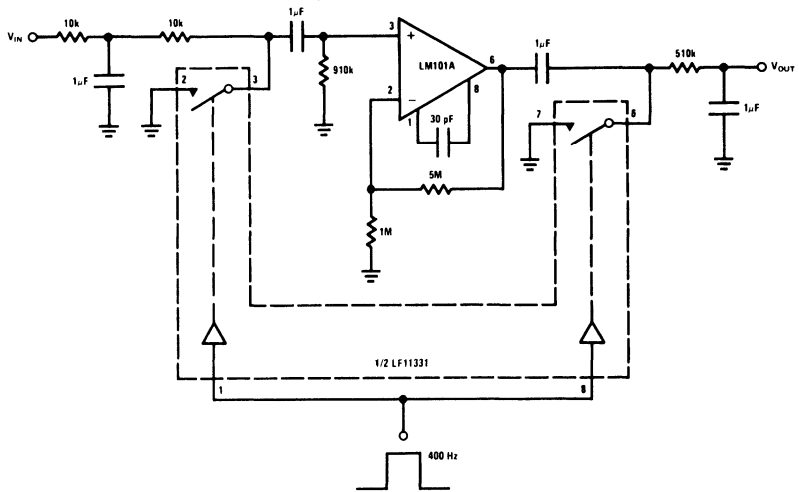 1µF
1µF
10k
10k
VIN
3
+
6
LM101A
510k
VOUT
1µF
2
3
910k
2
−
8
1
30 pF
7
6
1µF
5M
1M
1/2 LF11331
1
8
400 Hz